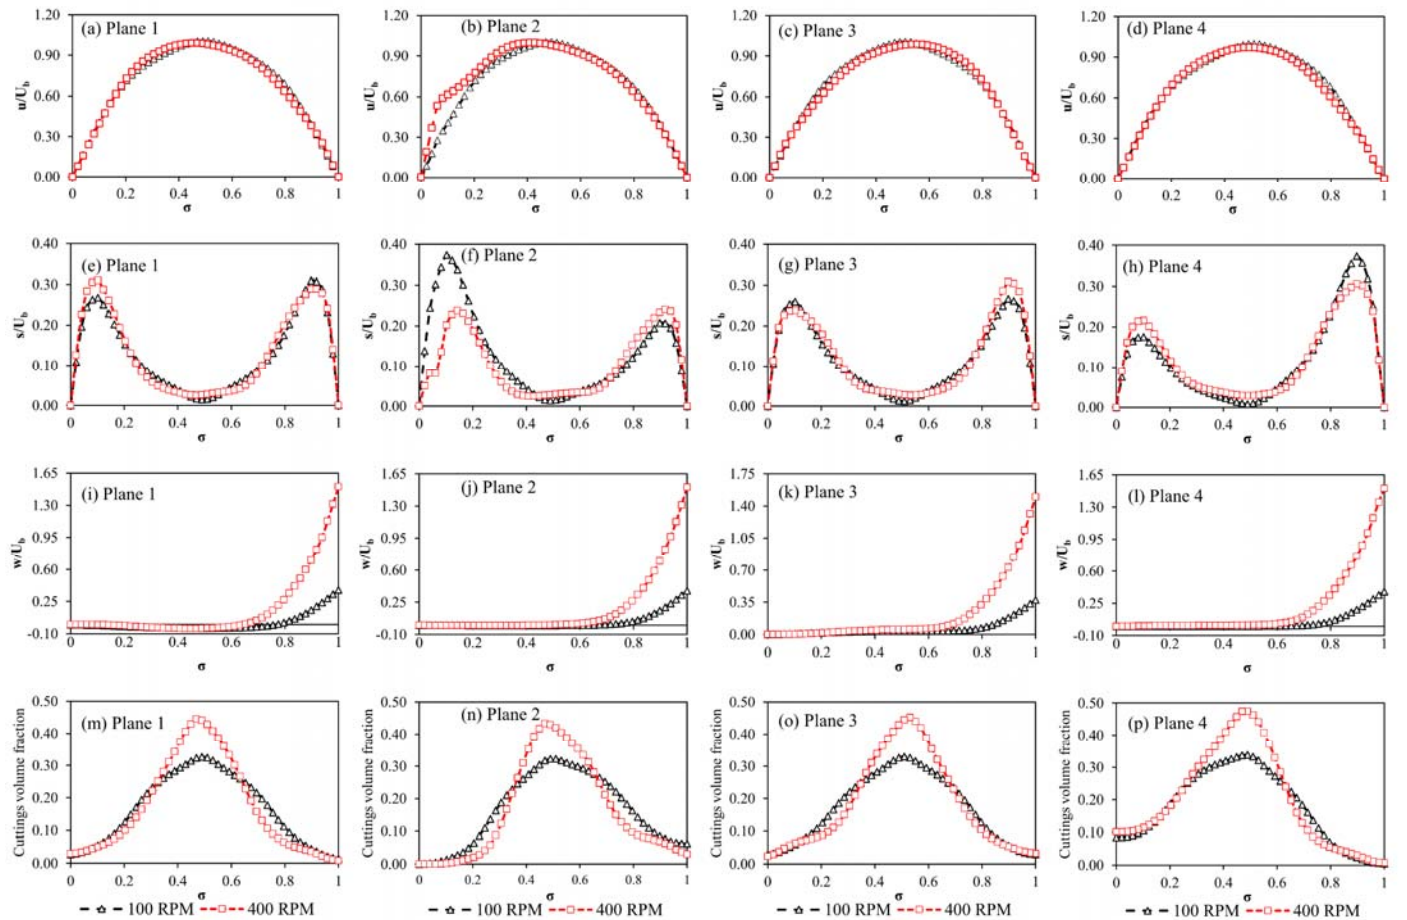 (a) Plane 1
1.20
0.90
0.60
0.30
0.00
u/U_b
0 0.2 0.4 0.6 0.8 1
σ
(b) Plane 2
1.20
0.90
0.60
0.30
0.00
u/U_b
0 0.2 0.4 0.6 0.8 1
σ
(c) Plane 3
1.20
0.90
0.60
0.30
0.00
u/U_b
0 0.2 0.4 0.6 0.8 1
σ
(d) Plane 4
1.20
0.90
0.60
0.30
0.00
u/U_b
0 0.2 0.4 0.6 0.8 1
σ
(e) Plane 1
0.40
0.30
0.20
0.10
0.00
s/U_b
0 0.2 0.4 0.6 0.8 1
σ
(f) Plane 2
0.40
0.30
0.20
0.10
0.00
s/U_b
0 0.2 0.4 0.6 0.8 1
σ
(g) Plane 3
0.40
0.30
0.20
0.10
0.00
s/U_b
0 0.2 0.4 0.6 0.8 1
σ
(h) Plane 4
0.40
0.30
0.20
0.10
0.00
s/U_b
0 0.2 0.4 0.6 0.8 1
σ
(i) Plane 1
1.65
1.30
0.95
0.60
0.25
-0.10
w/U_b
0 0.2 0.4 0.6 0.8 1
σ
(j) Plane 2
1.65
1.30
0.95
0.60
0.25
-0.10
w/U_b
0 0.2 0.4 0.6 0.8 1
σ
(k) Plane 3
1.75
1.40
1.05
0.70
0.35
0.00
w/U_b
0 0.2 0.4 0.6 0.8 1
σ
(l) Plane 4
1.65
1.30
0.95
0.60
0.25
-0.10
w/U_b
0 0.2 0.4 0.6 0.8 1
σ
(m) Plane 1
0.50
0.40
0.30
0.20
0.10
0.00
Cuttings volume fraction
0 0.2 0.4 0.6 0.8 1
σ
(n) Plane 2
0.50
0.40
0.30
0.20
0.10
0.00
Cuttings volume fraction
0 0.2 0.4 0.6 0.8 1
σ
(o) Plane 3
0.50
0.40
0.30
0.20
0.10
0.00
Cuttings volume fraction
0 0.2 0.4 0.6 0.8 1
σ
(p) Plane 4
0.50
0.40
0.30
0.20
0.10
0.00
Cuttings volume fraction
0 0.2 0.4 0.6 0.8 1
σ
100 RPM 400 RPM
100 RPM 400 RPM
100 RPM 400 RPM
100 RPM 400 RPM